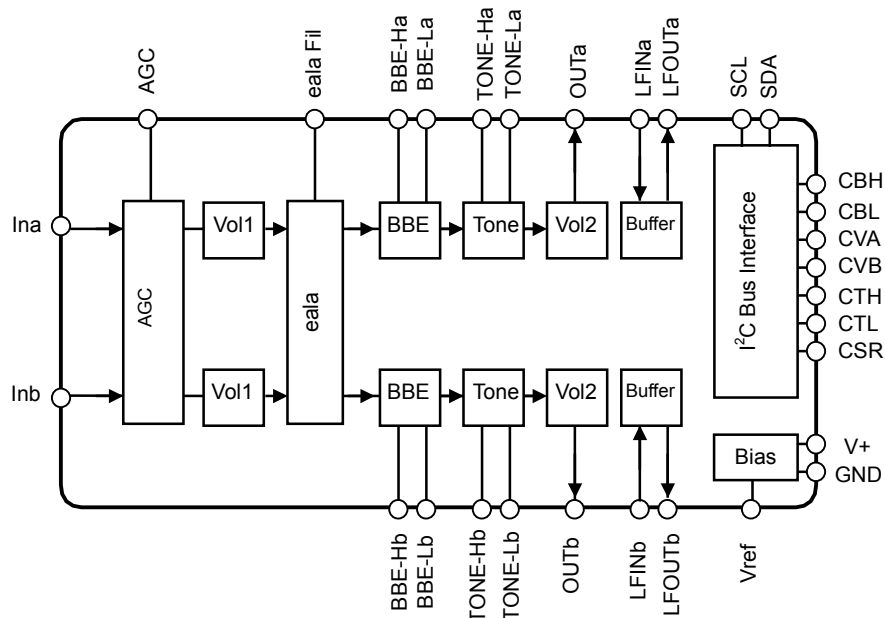 AGC
eala Fil
BBE-Ha
BBE-La
TONE-Ha
TONE-La
OUTa
LFINa
LFOUTa
SCL
SDA
Ina
AGC
Vol1
eala
BBE
Tone
Vol2
Buffer
I²C Bus Interface
CBH
CBL
CVA
CVB
CTH
CTL
CSR
Inb
Vol1
BBE
Tone
Vol2
Buffer
Bias
V+
GND
BBE-Hb
BBE-Lb
TONE-Hb
TONE-Lb
OUTb
LFINb
LFOUTb
Vref